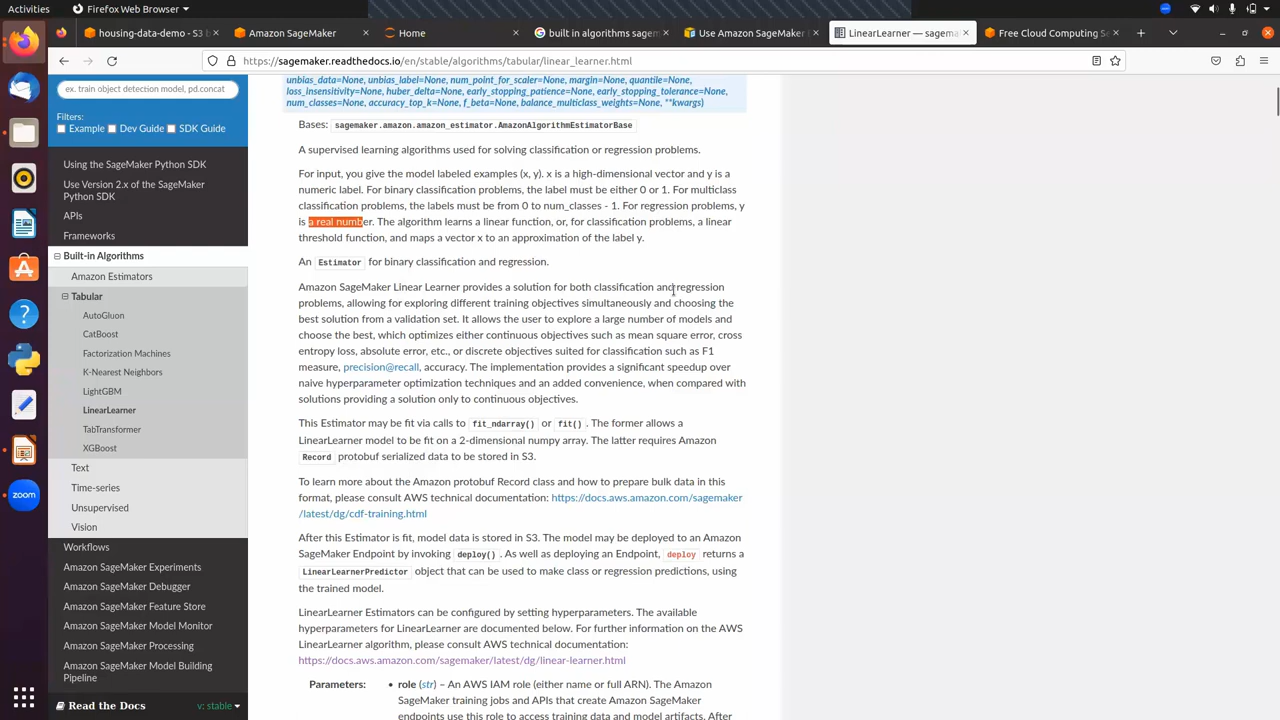 Activities
Firefox Web Browser
housing-data-demo - S3 b
Amazon SageMaker
Home
built in algorithms sagem
Use Amazon SageMaker
LinearLearner — sagema
Free Cloud Computing Se
https://sagemaker.readthedocs.io/en/stable/algorithms/tabular/linear_learner.html
ex. train object detection model, pd.concat
Filters:
Example Dev Guide SDK Guide
Using the SageMaker Python SDK
Use Version 2.x of the SageMaker
Python SDK
APIs
Frameworks
Built-in Algorithms
Amazon Estimators
Tabular
AutoGluon
CatBoost
Factorization Machines
K-Nearest Neighbors
LightGBM
LinearLearner
TabTransformer
XGBoost
Text
Time-series
Unsupervised
Vision
Workflows
Amazon SageMaker Experiments
Amazon SageMaker Debugger
Amazon SageMaker Feature Store
Amazon SageMaker Model Monitor
Amazon SageMaker Processing
Amazon SageMaker Model Building
Pipeline
Read the Docs
v: stable
zoom
unbias_data=None, unbias_label=None, num_point_for_scaler=None, margin=None, quantile=None,
loss_insensitivity=None, huber_delta=None, early_stopping_patience=None, early_stopping_tolerance=None,
num_classes=None, accuracy_top_k=None, f_beta=None, balance_multiclass_weights=None, **kwargs)
Bases: sagemaker.amazon.amazon_estimator.AmazonAlgorithmEstimatorBase
A supervised learning algorithms used for solving classification or regression problems.
For input, you give the model labeled examples (x, y). x is a high-dimensional vector and y is a
numeric label. For binary classification problems, the label must be either 0 or 1. For multiclass
classification problems, the labels must be from 0 to num_classes - 1. For regression problems, y
is a real number. The algorithm learns a linear function, or, for classification problems, a linear
threshold function, and maps a vector x to an approximation of the label y.
An Estimator for binary classification and regression.
Amazon SageMaker Linear Learner provides a solution for both classification and regression
problems, allowing for exploring different training objectives simultaneously and choosing the
best solution from a validation set. It allows the user to explore a large number of models and
choose the best, which optimizes either continuous objectives such as mean square error, cross
entropy loss, absolute error, etc., or discrete objectives suited for classification such as F1
measure, precision@recall, accuracy. The implementation provides a significant speedup over
naive hyperparameter optimization techniques and an added convenience, when compared with
solutions providing a solution only to continuous objectives.
This Estimator may be fit via calls to fit_ndarray() or fit(). The former allows a
LinearLearner model to be fit on a 2-dimensional numpy array. The latter requires Amazon
Record protobuf serialized data to be stored in S3.
To learn more about the Amazon protobuf Record class and how to prepare bulk data in this
format, please consult AWS technical documentation: https://docs.aws.amazon.com/sagemaker
/latest/dg/cdf-training.html
After this Estimator is fit, model data is stored in S3. The model may be deployed to an Amazon
SageMaker Endpoint by invoking deploy(). As well as deploying an Endpoint, deploy returns a
LinearLearnerPredictor object that can be used to make class or regression predictions, using
the trained model.
LinearLearner Estimators can be configured by setting hyperparameters. The available
hyperparameters for LinearLearner are documented below. For further information on the AWS
LinearLearner algorithm, please consult AWS technical documentation:
https://docs.aws.amazon.com/sagemaker/latest/dg/linear-learner.html
Parameters: • role (str) – An AWS IAM role (either name or full ARN). The Amazon
SageMaker training jobs and APIs that create Amazon SageMaker
endpoints use this role to access training data and model artifacts. After